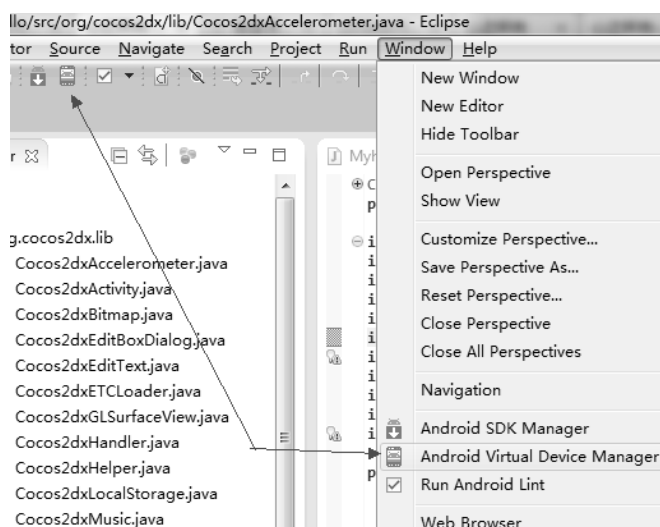 llo/src/org/cocos2dx/lib/Cocos2dxAccelerometer.java - Eclipse
tor Source Navigate Search Project Run Window Help
New Window
New Editor
Hide Toolbar
Open Perspective
Show View
Customize Perspective...
Save Perspective As...
Reset Perspective...
Close Perspective
Close All Perspectives
Navigation
Android SDK Manager
Android Virtual Device Manager
Run Android Lint
Web Browser
r
g.cocos2dx.lib
Cocos2dxAccelerometer.java
Cocos2dxActivity.java
Cocos2dxBitmap.java
Cocos2dxEditBoxDialog.java
Cocos2dxEditText.java
Cocos2dxETCLoader.java
Cocos2dxGLSurfaceView.java
Cocos2dxHandler.java
Cocos2dxHelper.java
Cocos2dxLocalStorage.java
Cocos2dxMusic.java
J
p
i
i
i
i
i
i
i
i
i
i
i
p